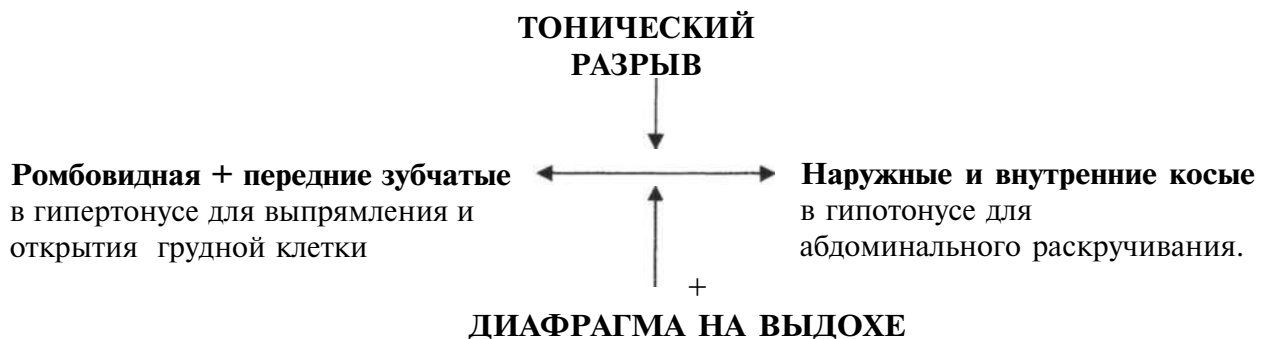 ТОНИЧЕСКИЙ
РАЗРЫВ
Ромбовидная + передние зубчатые
в гипертонусе для выпрямления и
открытия грудной клетки
Наружные и внутренние косые
в гипотонусе для
абдоминального раскручивания.
+
ДИАФРАГМА НА ВЫДОХЕ